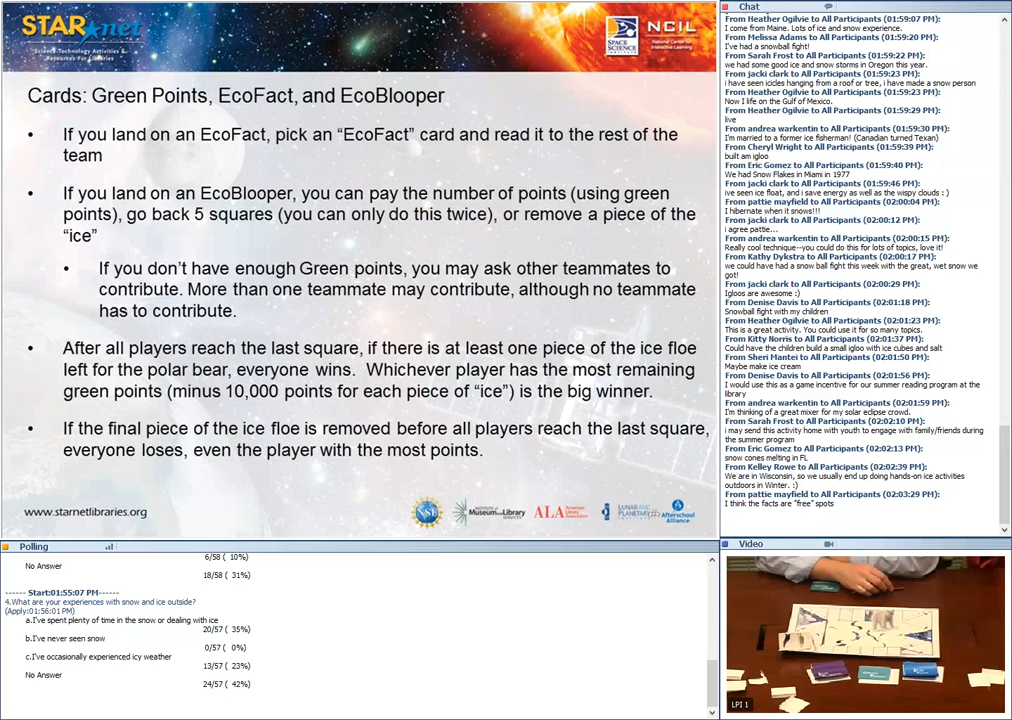 STAR net
Science-Technology Activities &
Resources For Libraries
SPACE
SCIENCE
INSTITUTE
NCIL
National Center for
Interactive Learning
Cards: Green Points, EcoFact, and EcoBlooper
• If you land on an EcoFact, pick an “EcoFact” card and read it to the rest of the
team
• If you land on an EcoBlooper, you can pay the number of points (using green
points), go back 5 squares (you can only do this twice), or remove a piece of the
“ice”
• If you don’t have enough Green points, you may ask other teammates to
contribute. More than one teammate may contribute, although no teammate
has to contribute.
• After all players reach the last square, if there is at least one piece of the ice floe
left for the polar bear, everyone wins. Whichever player has the most remaining
green points (minus 10,000 points for each piece of “ice”) is the big winner.
• If the final piece of the ice floe is removed before all players reach the last square,
everyone loses, even the player with the most points.
www.starnetlibraries.org
NSF
INSTITUTE of
Museum and Library
SERVICES
ALA
American
Library
Association
LUNAR AND
PLANETARY
Afterschool
Alliance
Polling
6/58 ( 10%)
No Answer
18/58 ( 31%)
------ Start:01:55:07 PM------
4.What are your experiences with snow and ice outside?
(Apply:01:56:01 PM)
a.I've spent plenty of time in the snow or dealing with ice
20/57 ( 35%)
b.I've never seen snow
0/57 ( 0%)
c.I've occasionally experienced icy weather
13/57 ( 23%)
No Answer
24/57 ( 42%)
Chat
From Heather Ogilvie to All Participants (01:59:07 PM):
I come from Maine. Lots of ice and snow experience.
From Melissa Adams to All Participants (01:59:20 PM):
I've had a snowball fight!
From Sarah Frost to All Participants (01:59:22 PM):
we had some good ice and snow storms in Oregon this year.
From jacki clark to All Participants (01:59:23 PM):
i have seen icicles hanging from a roof or tree, i have made a snow person
From Heather Ogilvie to All Participants (01:59:23 PM):
Now I life on the Gulf of Mexico.
From Heather Ogilvie to All Participants (01:59:29 PM):
live
From andrea warkentin to All Participants (01:59:30 PM):
I'm married to a former ice fisherman! (Canadian turned Texan)
From Cheryl Wright to All Participants (01:59:39 PM):
built am igloo
From Eric Gomez to All Participants (01:59:40 PM):
We had Snow Flakes in Miami in 1977
From jacki clark to All Participants (01:59:46 PM):
ive seen ice float, and i save energy as well as the wispy clouds : )
From pattie mayfield to All Participants (02:00:04 PM):
I hibernate when it snows!!!
From jacki clark to All Participants (02:00:12 PM):
i agree pattie...
From andrea warkentin to All Participants (02:00:15 PM):
Really cool technique--you could do this for lots of topics, love it!
From Kathy Dykstra to All Participants (02:00:17 PM):
we could have had a snow ball fight this week with the great, wet snow we
got!
From jacki clark to All Participants (02:00:29 PM):
Igloos are awesome :)
From Denise Davis to All Participants (02:01:18 PM):
Snowball fight with my children
From Heather Ogilvie to All Participants (02:01:23 PM):
This is a great activity. You could use it for so many topics.
From Kitty Norris to All Participants (02:01:37 PM):
Could have the children build a small igloo with ice cubes and salt
From Sheri Mantei to All Participants (02:01:50 PM):
Maybe make ice cream
From Denise Davis to All Participants (02:01:56 PM):
I would use this as a game incentive for our summer reading program at the
library
From andrea warkentin to All Participants (02:01:59 PM):
I'm thinking of a great mixer for my solar eclipse crowd.
From Sarah Frost to All Participants (02:02:10 PM):
i may send this activity home with youth to engage with family/friends during
the summer program
From Eric Gomez to All Participants (02:02:13 PM):
snow cones melting in FL
From Kelley Rowe to All Participants (02:02:39 PM):
We are in Wisconsin, so we usually end up doing hands-on ice activities
outdoors in Winter. :)
From pattie mayfield to All Participants (02:03:29 PM):
I think the facts are "free" spots
Video
LPI 1